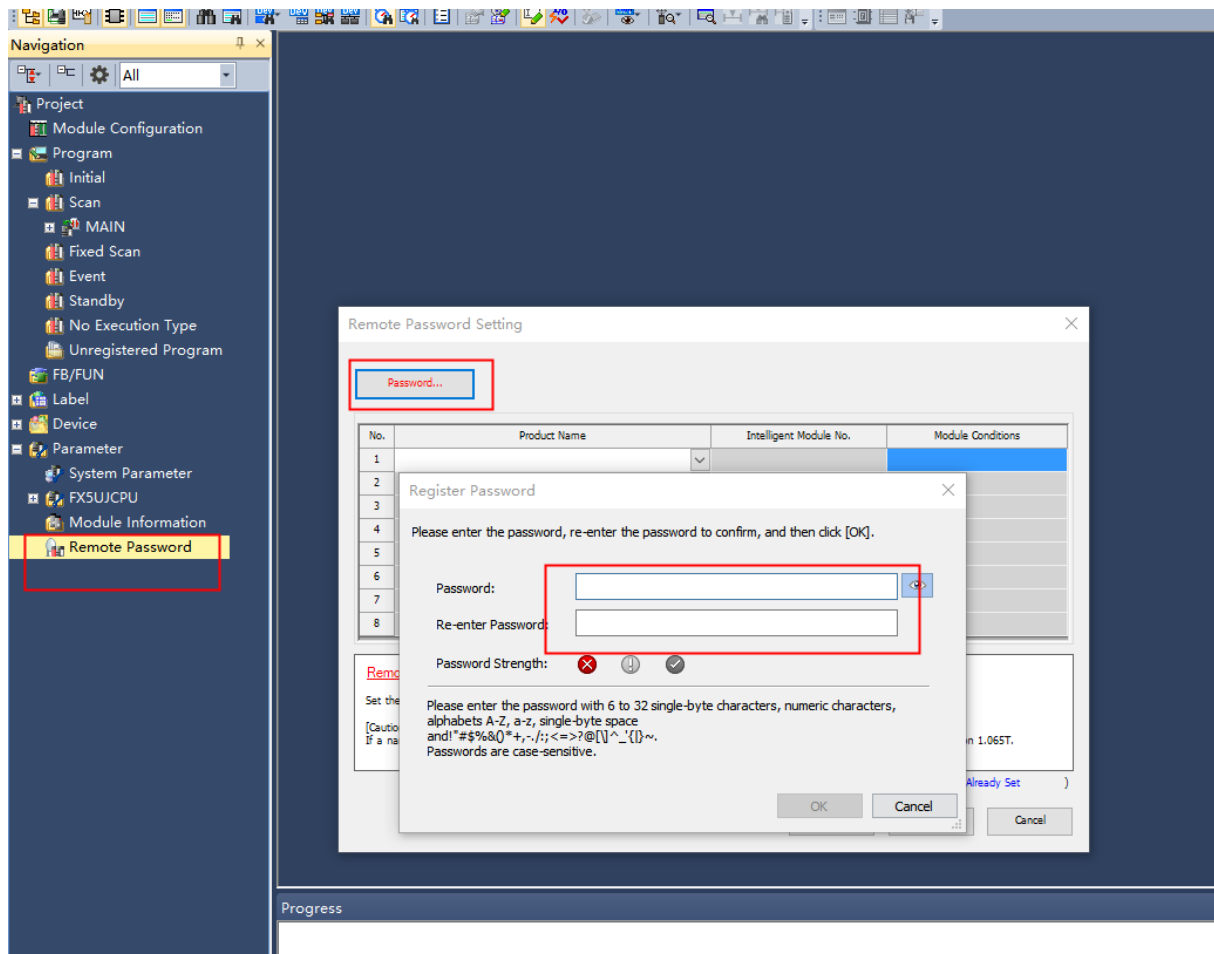 Navigation
All
Project
Module Configuration
Program
Initial
Scan
MAIN
Fixed Scan
Event
Standby
No Execution Type
Unregistered Program
FB/FUN
Label
Device
Parameter
System Parameter
FX5UJCPU
Module Information
Remote Password
Remote Password Setting
Password...
No.
Product Name
Intelligent Module No.
Module Conditions
1
2
3
4
5
6
7
8
Register Password
Please enter the password, re-enter the password to confirm, and then click [OK].
Password:
Re-enter Password:
Password Strength:
Please enter the password with 6 to 32 single-byte characters, numeric characters,
alphabets A-Z, a-z, single-byte space
and!"#$%&()*+,-./:;<=>?@[\]^_'{|}~.
Passwords are case-sensitive.
OK
Cancel
Set the
If a
n 1.065T.
Already Set )
Cancel
Progress